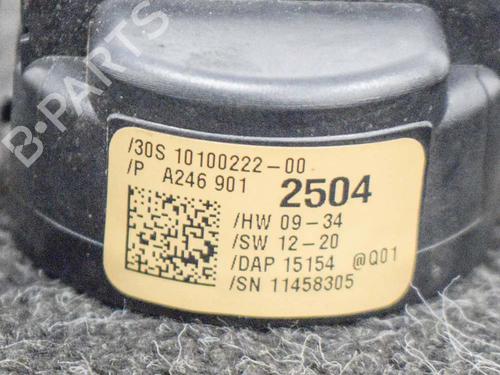 B-PARTS
/30S 10100222-00
/P A246 901 2504
/HW 09-34
/SW 12-20
/DAP 15154 @Q01
/SN 11458305